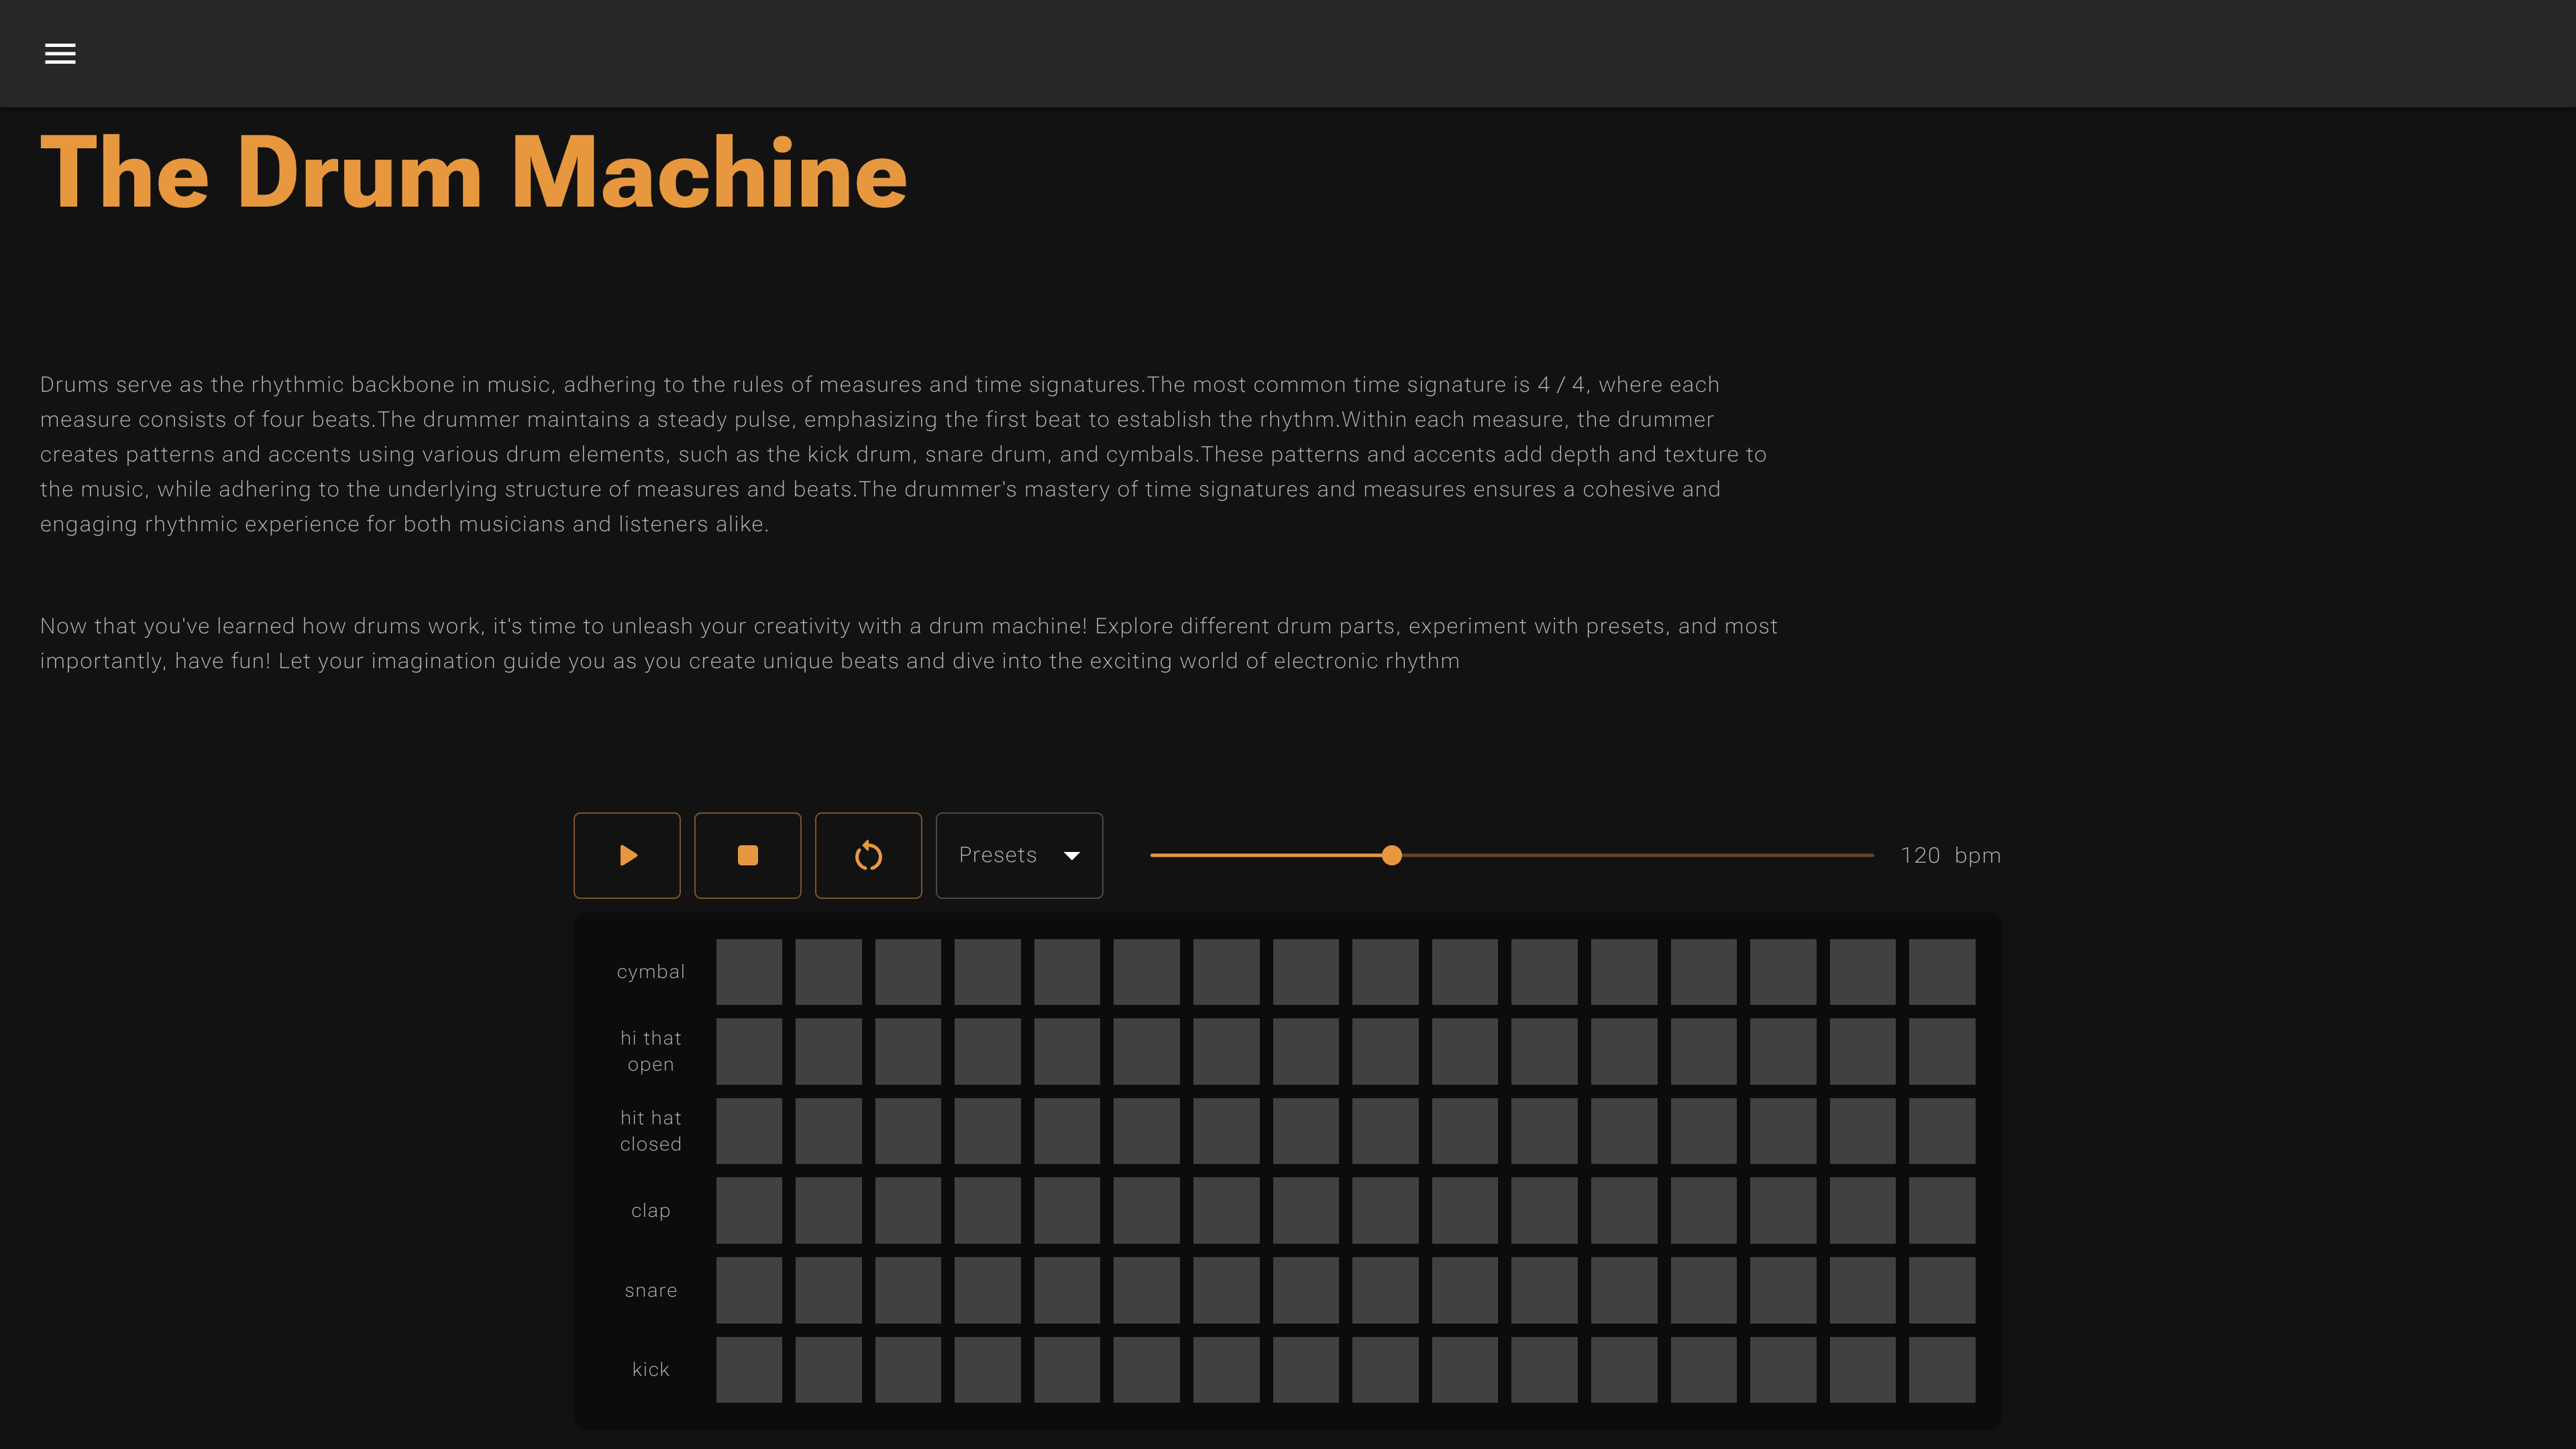 The Drum Machine
Drums serve as the rhythmic backbone in music, adhering to the rules of measures and time signatures.The most common time signature is 4 / 4, where each
measure consists of four beats.The drummer maintains a steady pulse, emphasizing the first beat to establish the rhythm.Within each measure, the drummer
creates patterns and accents using various drum elements, such as the kick drum, snare drum, and cymbals.These patterns and accents add depth and texture to
the music, while adhering to the underlying structure of measures and beats.The drummer's mastery of time signatures and measures ensures a cohesive and
engaging rhythmic experience for both musicians and listeners alike.
Now that you've learned how drums work, it's time to unleash your creativity with a drum machine! Explore different drum parts, experiment with presets, and most
importantly, have fun! Let your imagination guide you as you create unique beats and dive into the exciting world of electronic rhythm
Presets
120 bpm
cymbal
hi that
open
hit hat
closed
clap
snare
kick